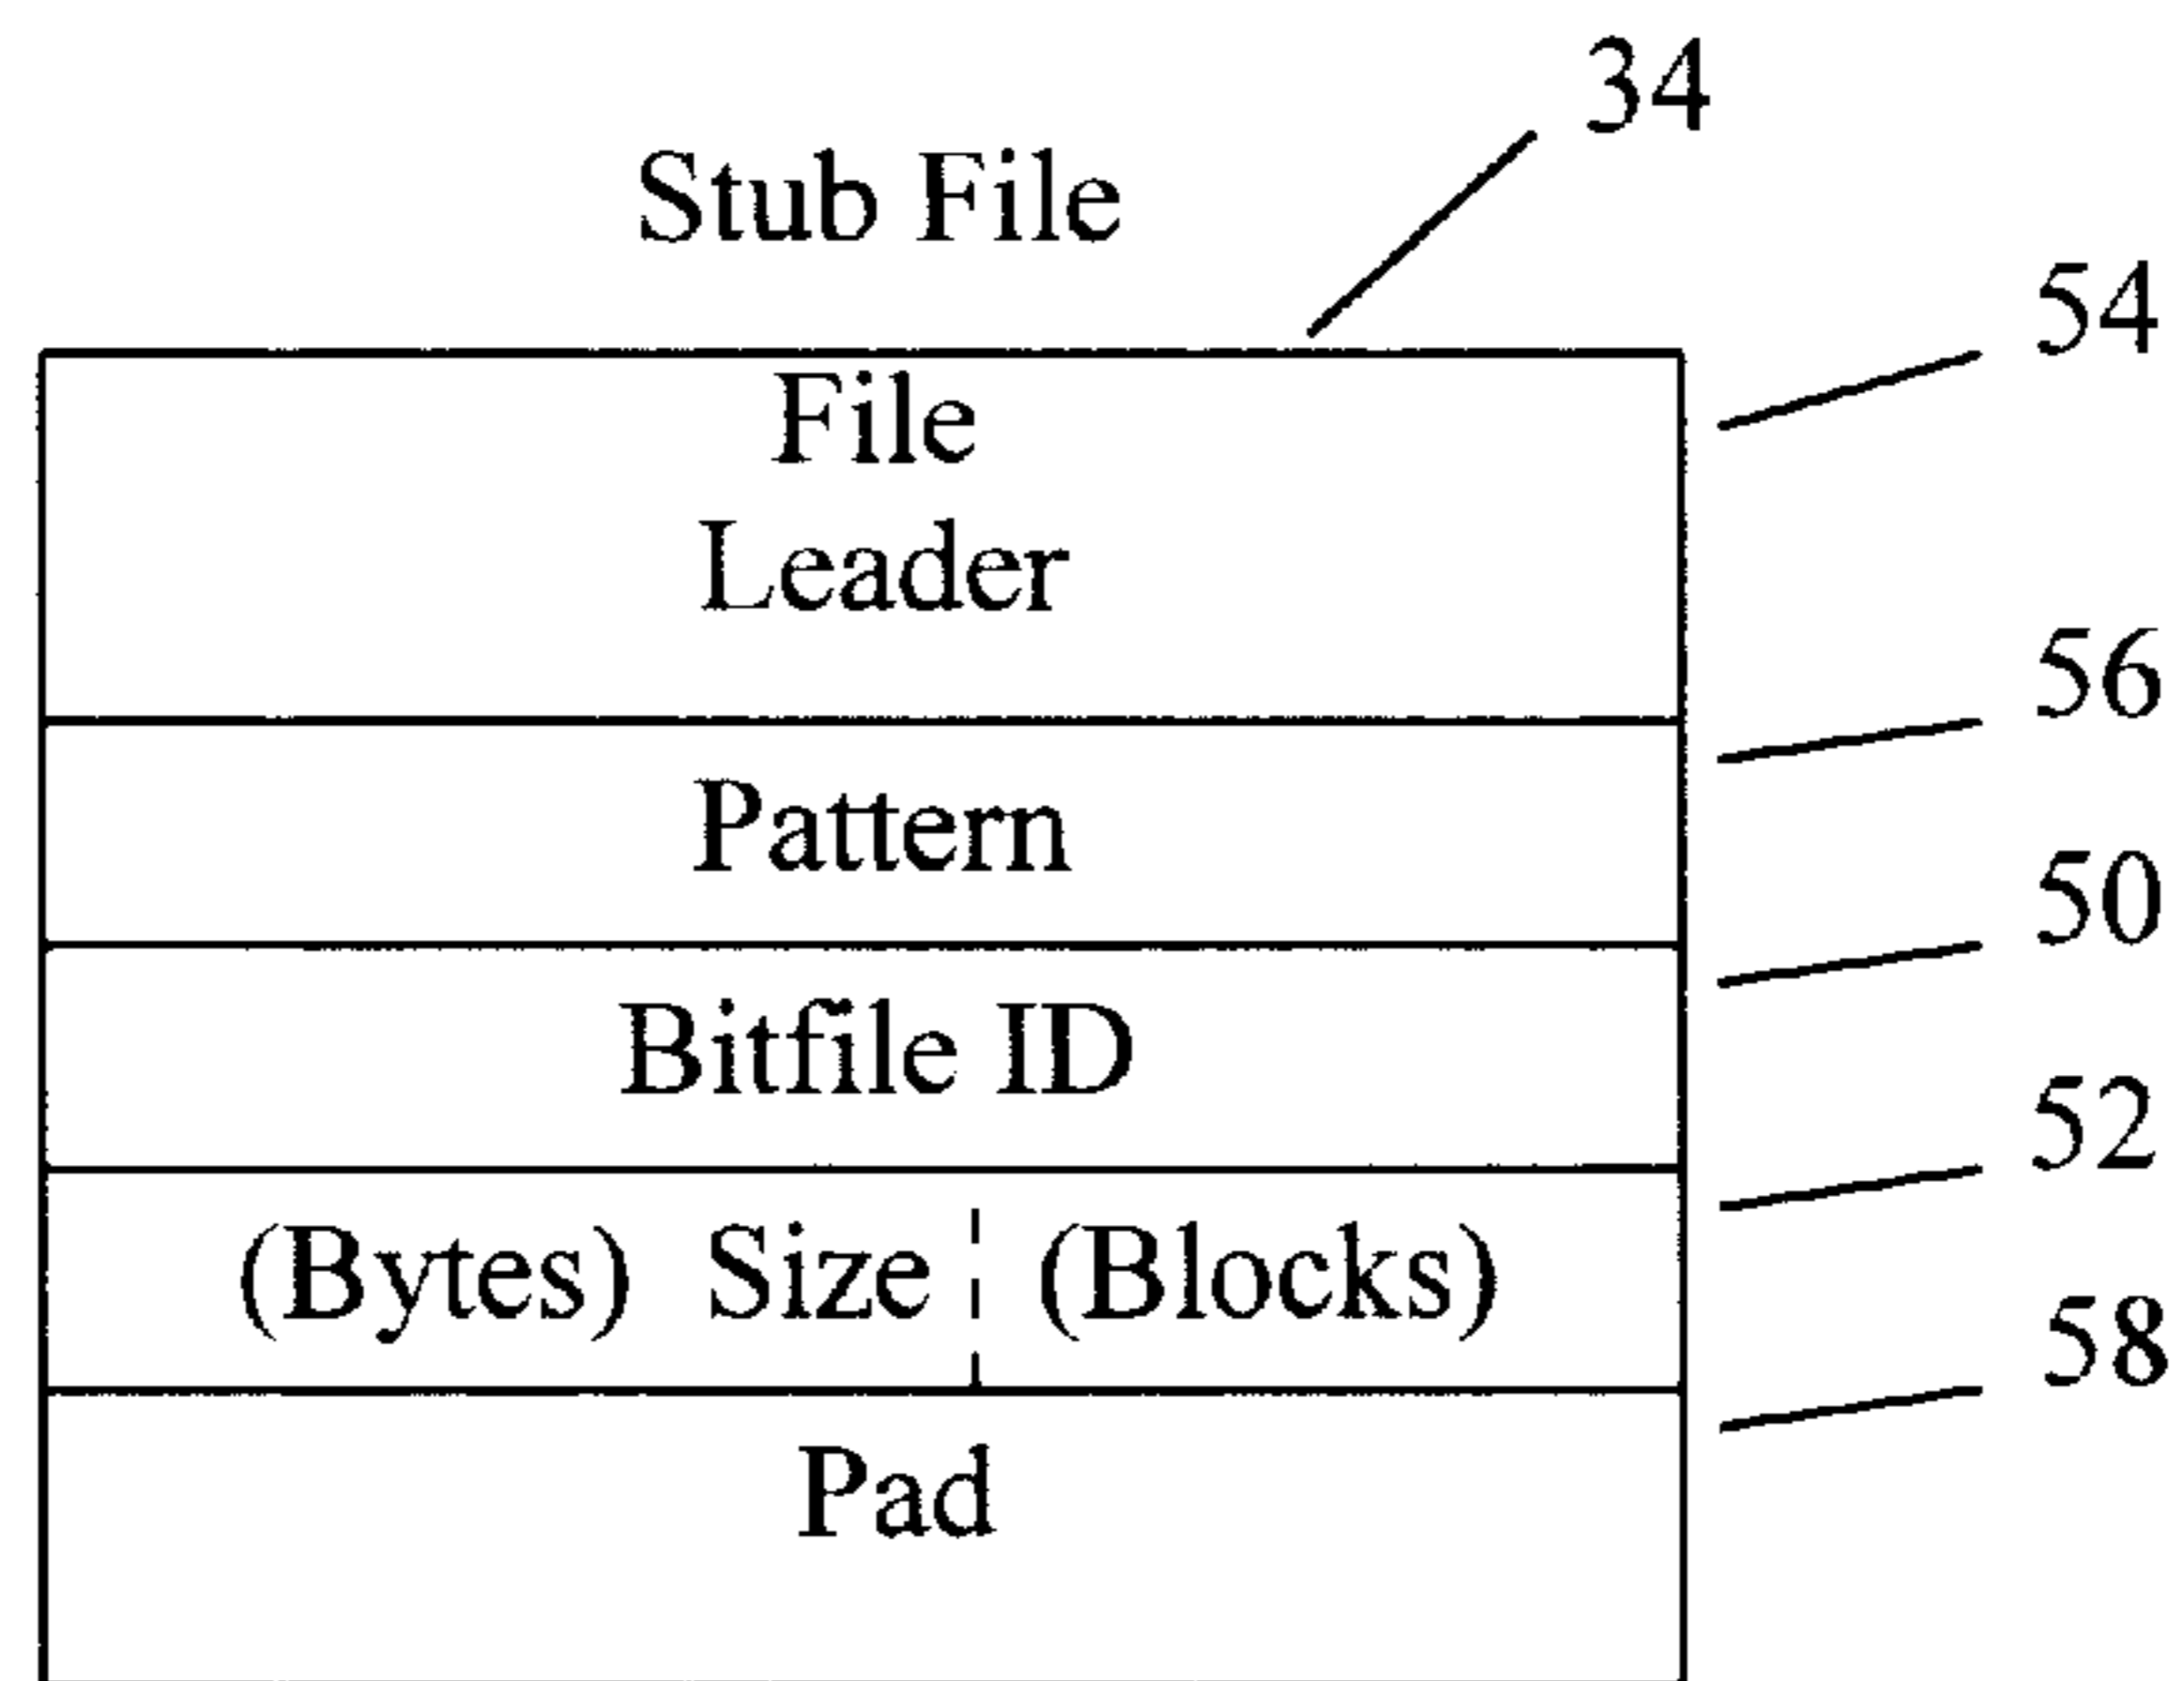 34
Stub File
54
File
Leader
56
Pattern
50
Bitfile ID
52
(Bytes) Size (Blocks)
58
Pad